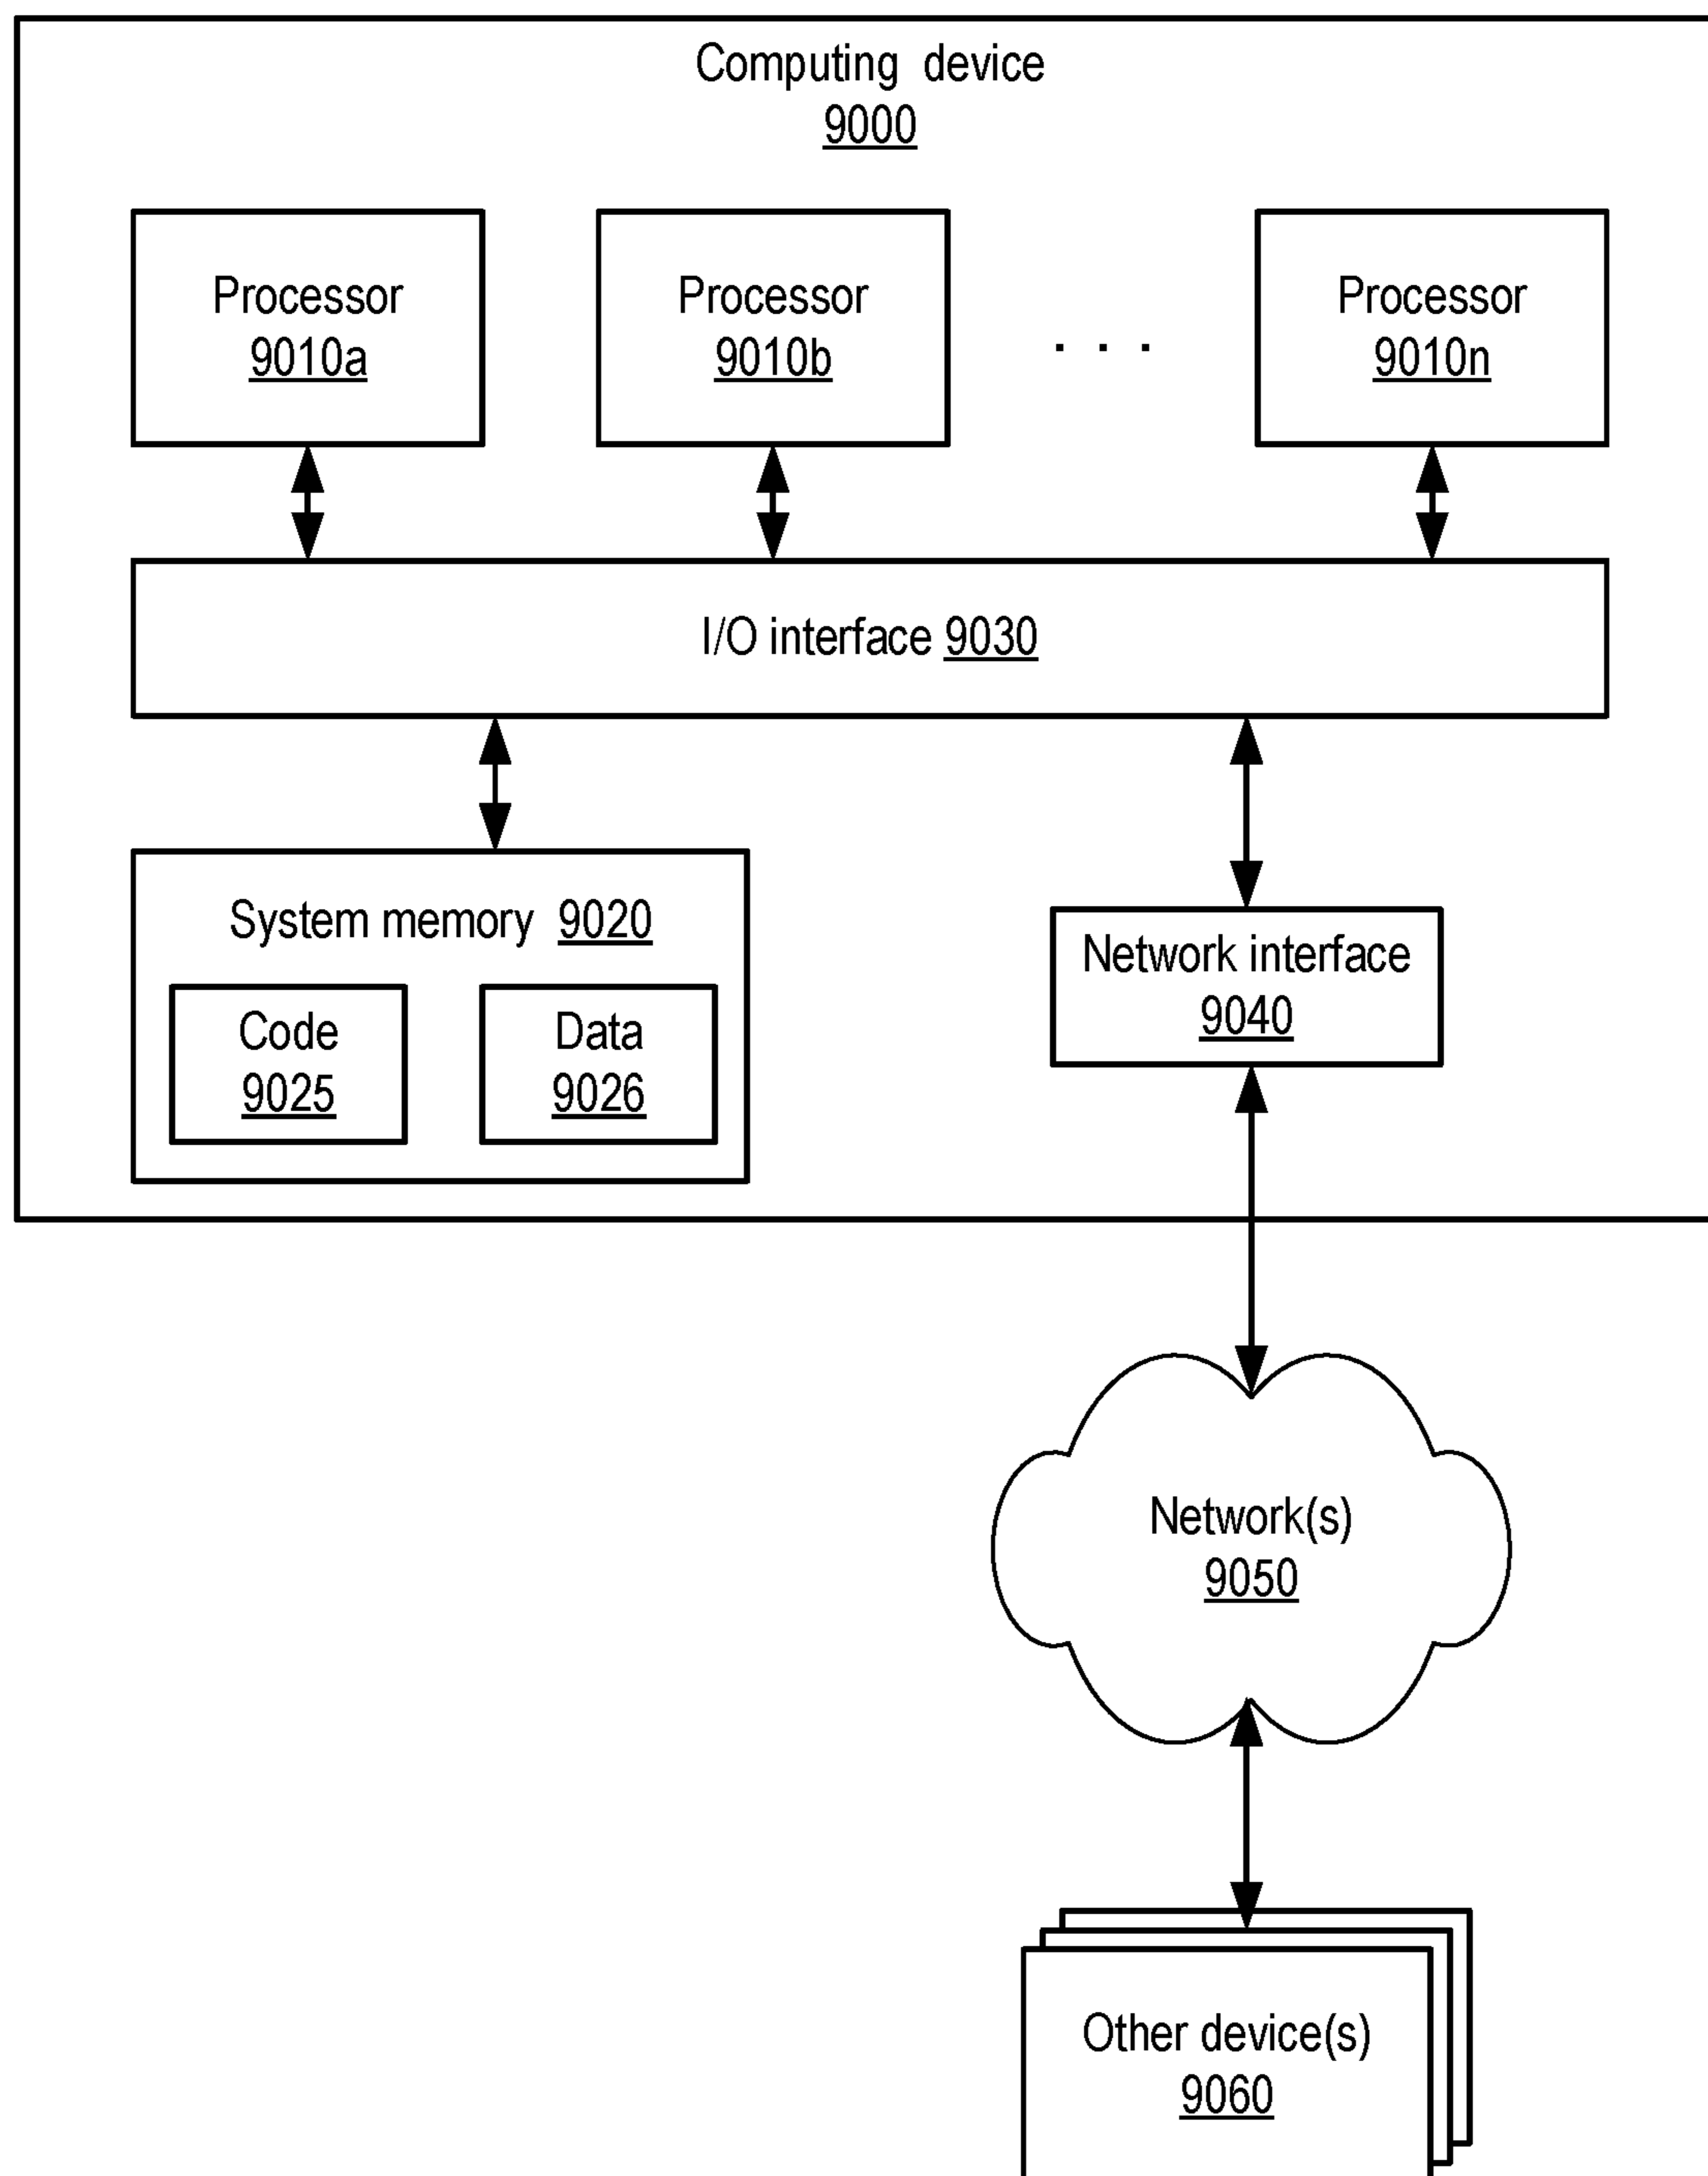 Computing device
9000
Processor
9010a
Processor
9010b
. . .
Processor
9010n
I/O interface 9030
System memory 9020
Code
9025
Data
9026
Network interface
9040
Network(s)
9050
Other device(s)
9060